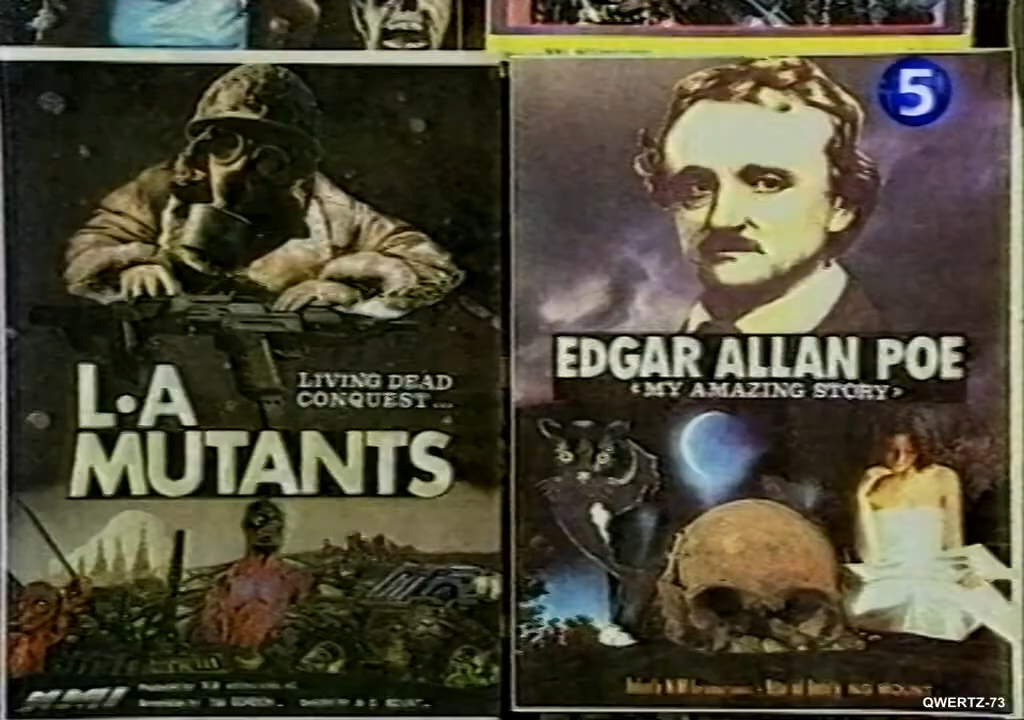 5
L.A
MUTANTS
LIVING DEAD
CONQUEST...
EDGAR ALLAN POE
«MY AMAZING STORY»
QWERTZ-73